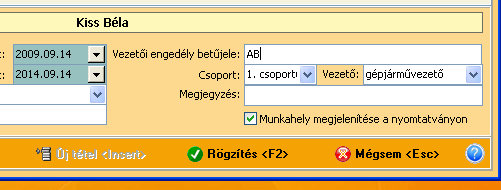 Kiss Béla
2009.09.14 Vezetői engedély betűjele: AB
2014.09.14 Csoport: 1. csoport Vezető: gépjárművezető
Megjegyzés:
Munkahely megjelenítése a nyomtatványon
Új tétel <Insert> Rögzítés <F2> Mégsem <Esc> ?